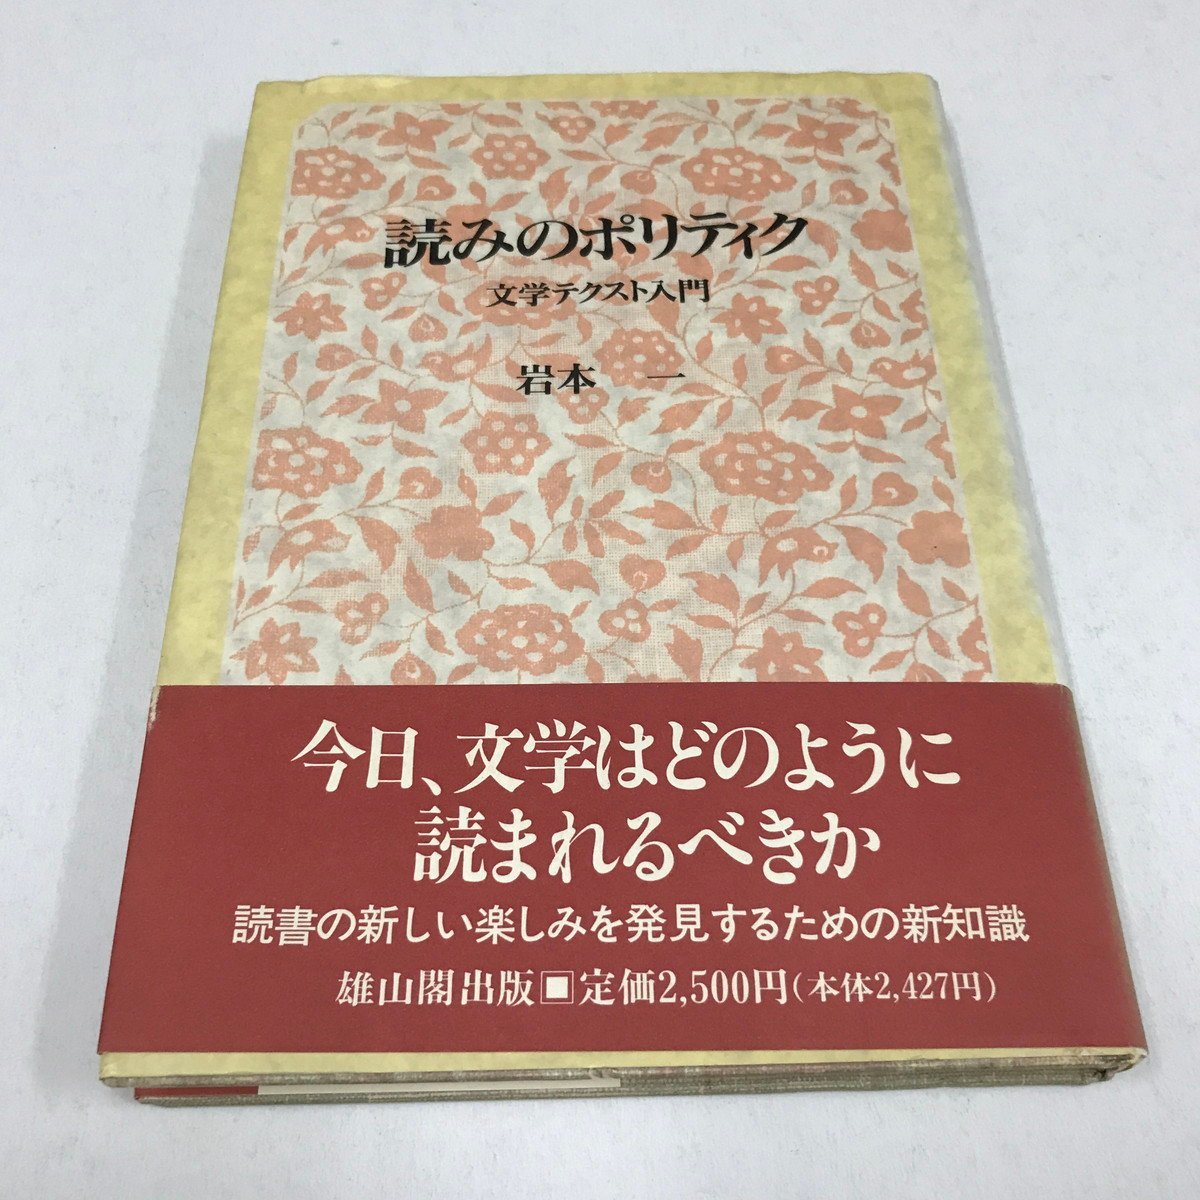 読みのポリティク
文学テクスト入門
岩本 一
今日、文学はどのように
読まれるべきか
読書の新しい楽しみを発見するための新知識
雄山閣出版■定価2,500円(本体2,427円)